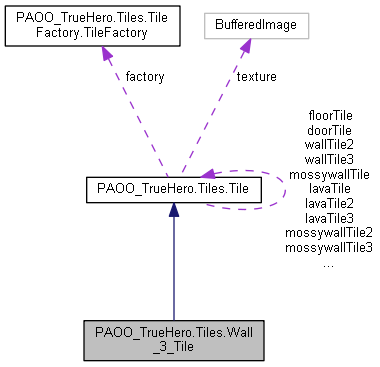 PAOO_TrueHero.Tiles.Tile
Factory.TileFactory
BufferedImage
factory
texture
floorTile
doorTile
wallTile2
wallTile3
mossywallTile
lavaTile
lavaTile2
lavaTile3
mossywallTile2
mossywallTile3
...
PAOO_TrueHero.Tiles.Tile
PAOO_TrueHero.Tiles.Wall
_3_Tile